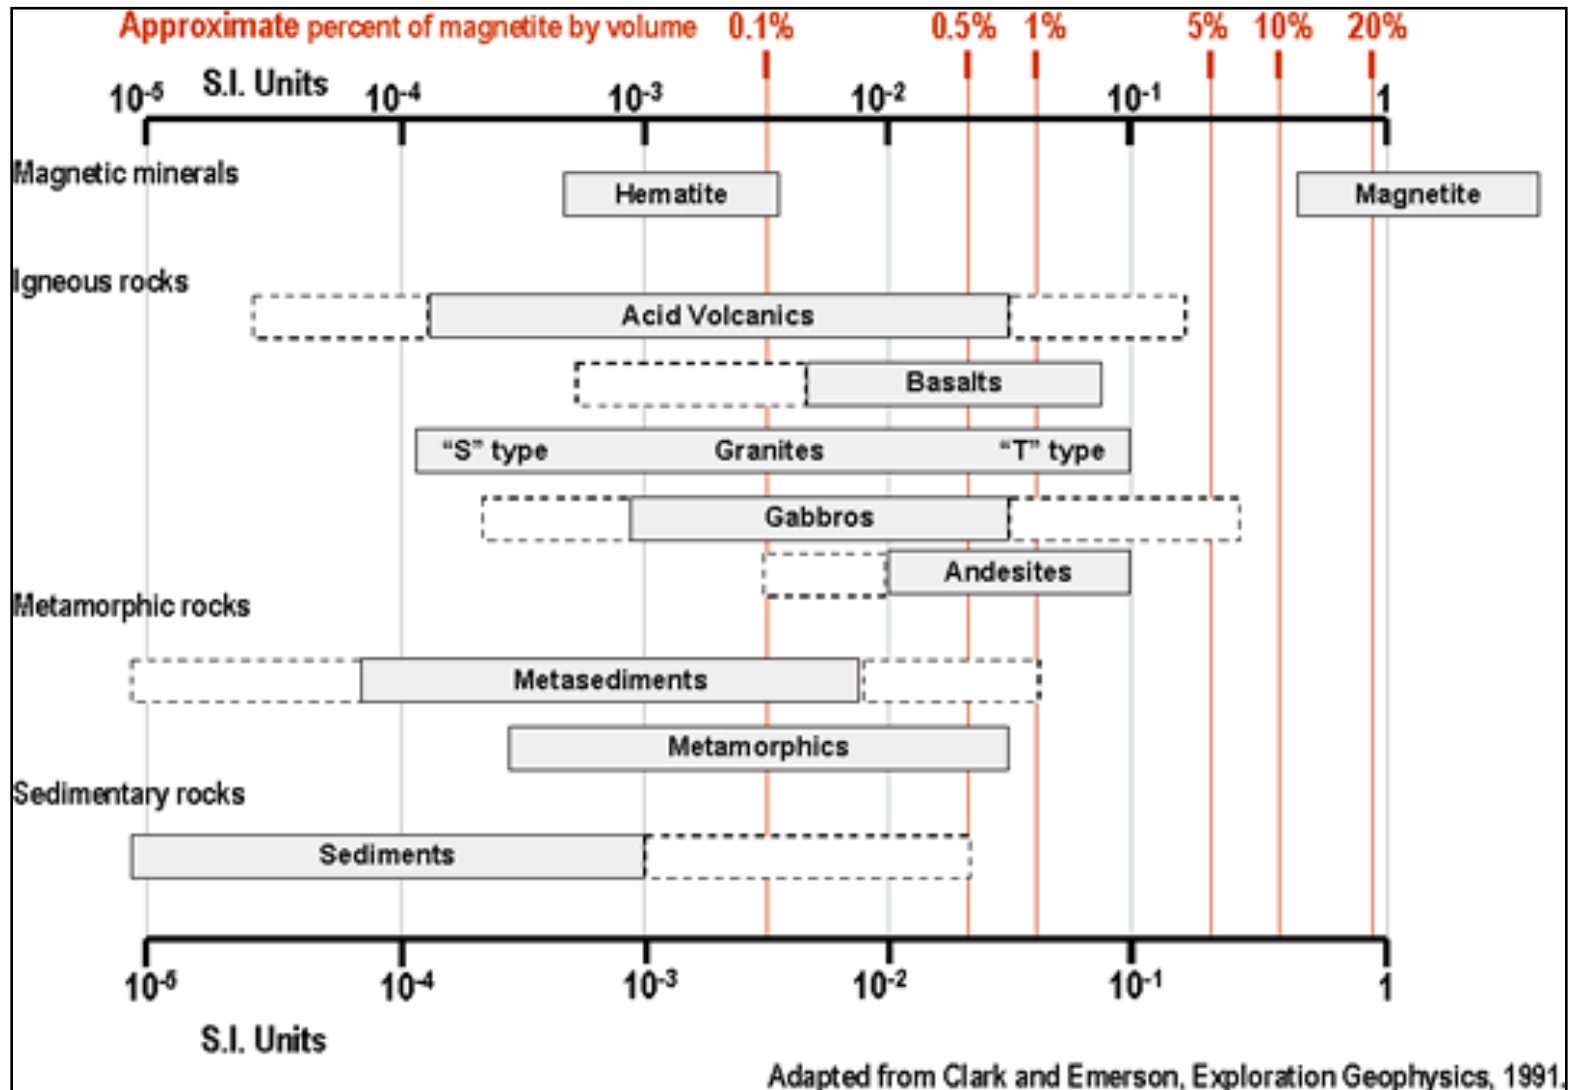 Approximate percent of magnetite by volume 0.1% 0.5% 1% 5% 10% 20%
S.I. Units
10-5 10-4 10-3 10-2 10-1 1
Magnetic minerals
Hematite Magnetite
Igneous rocks
Acid Volcanics
Basalts
“S” type Granites “T” type
Gabbros
Andesites
Metamorphic rocks
Metasediments
Metamorphics
Sedimentary rocks
Sediments
10-5 10-4 10-3 10-2 10-1 1
S.I. Units
Adapted from Clark and Emerson, Exploration Geophysics, 1991.